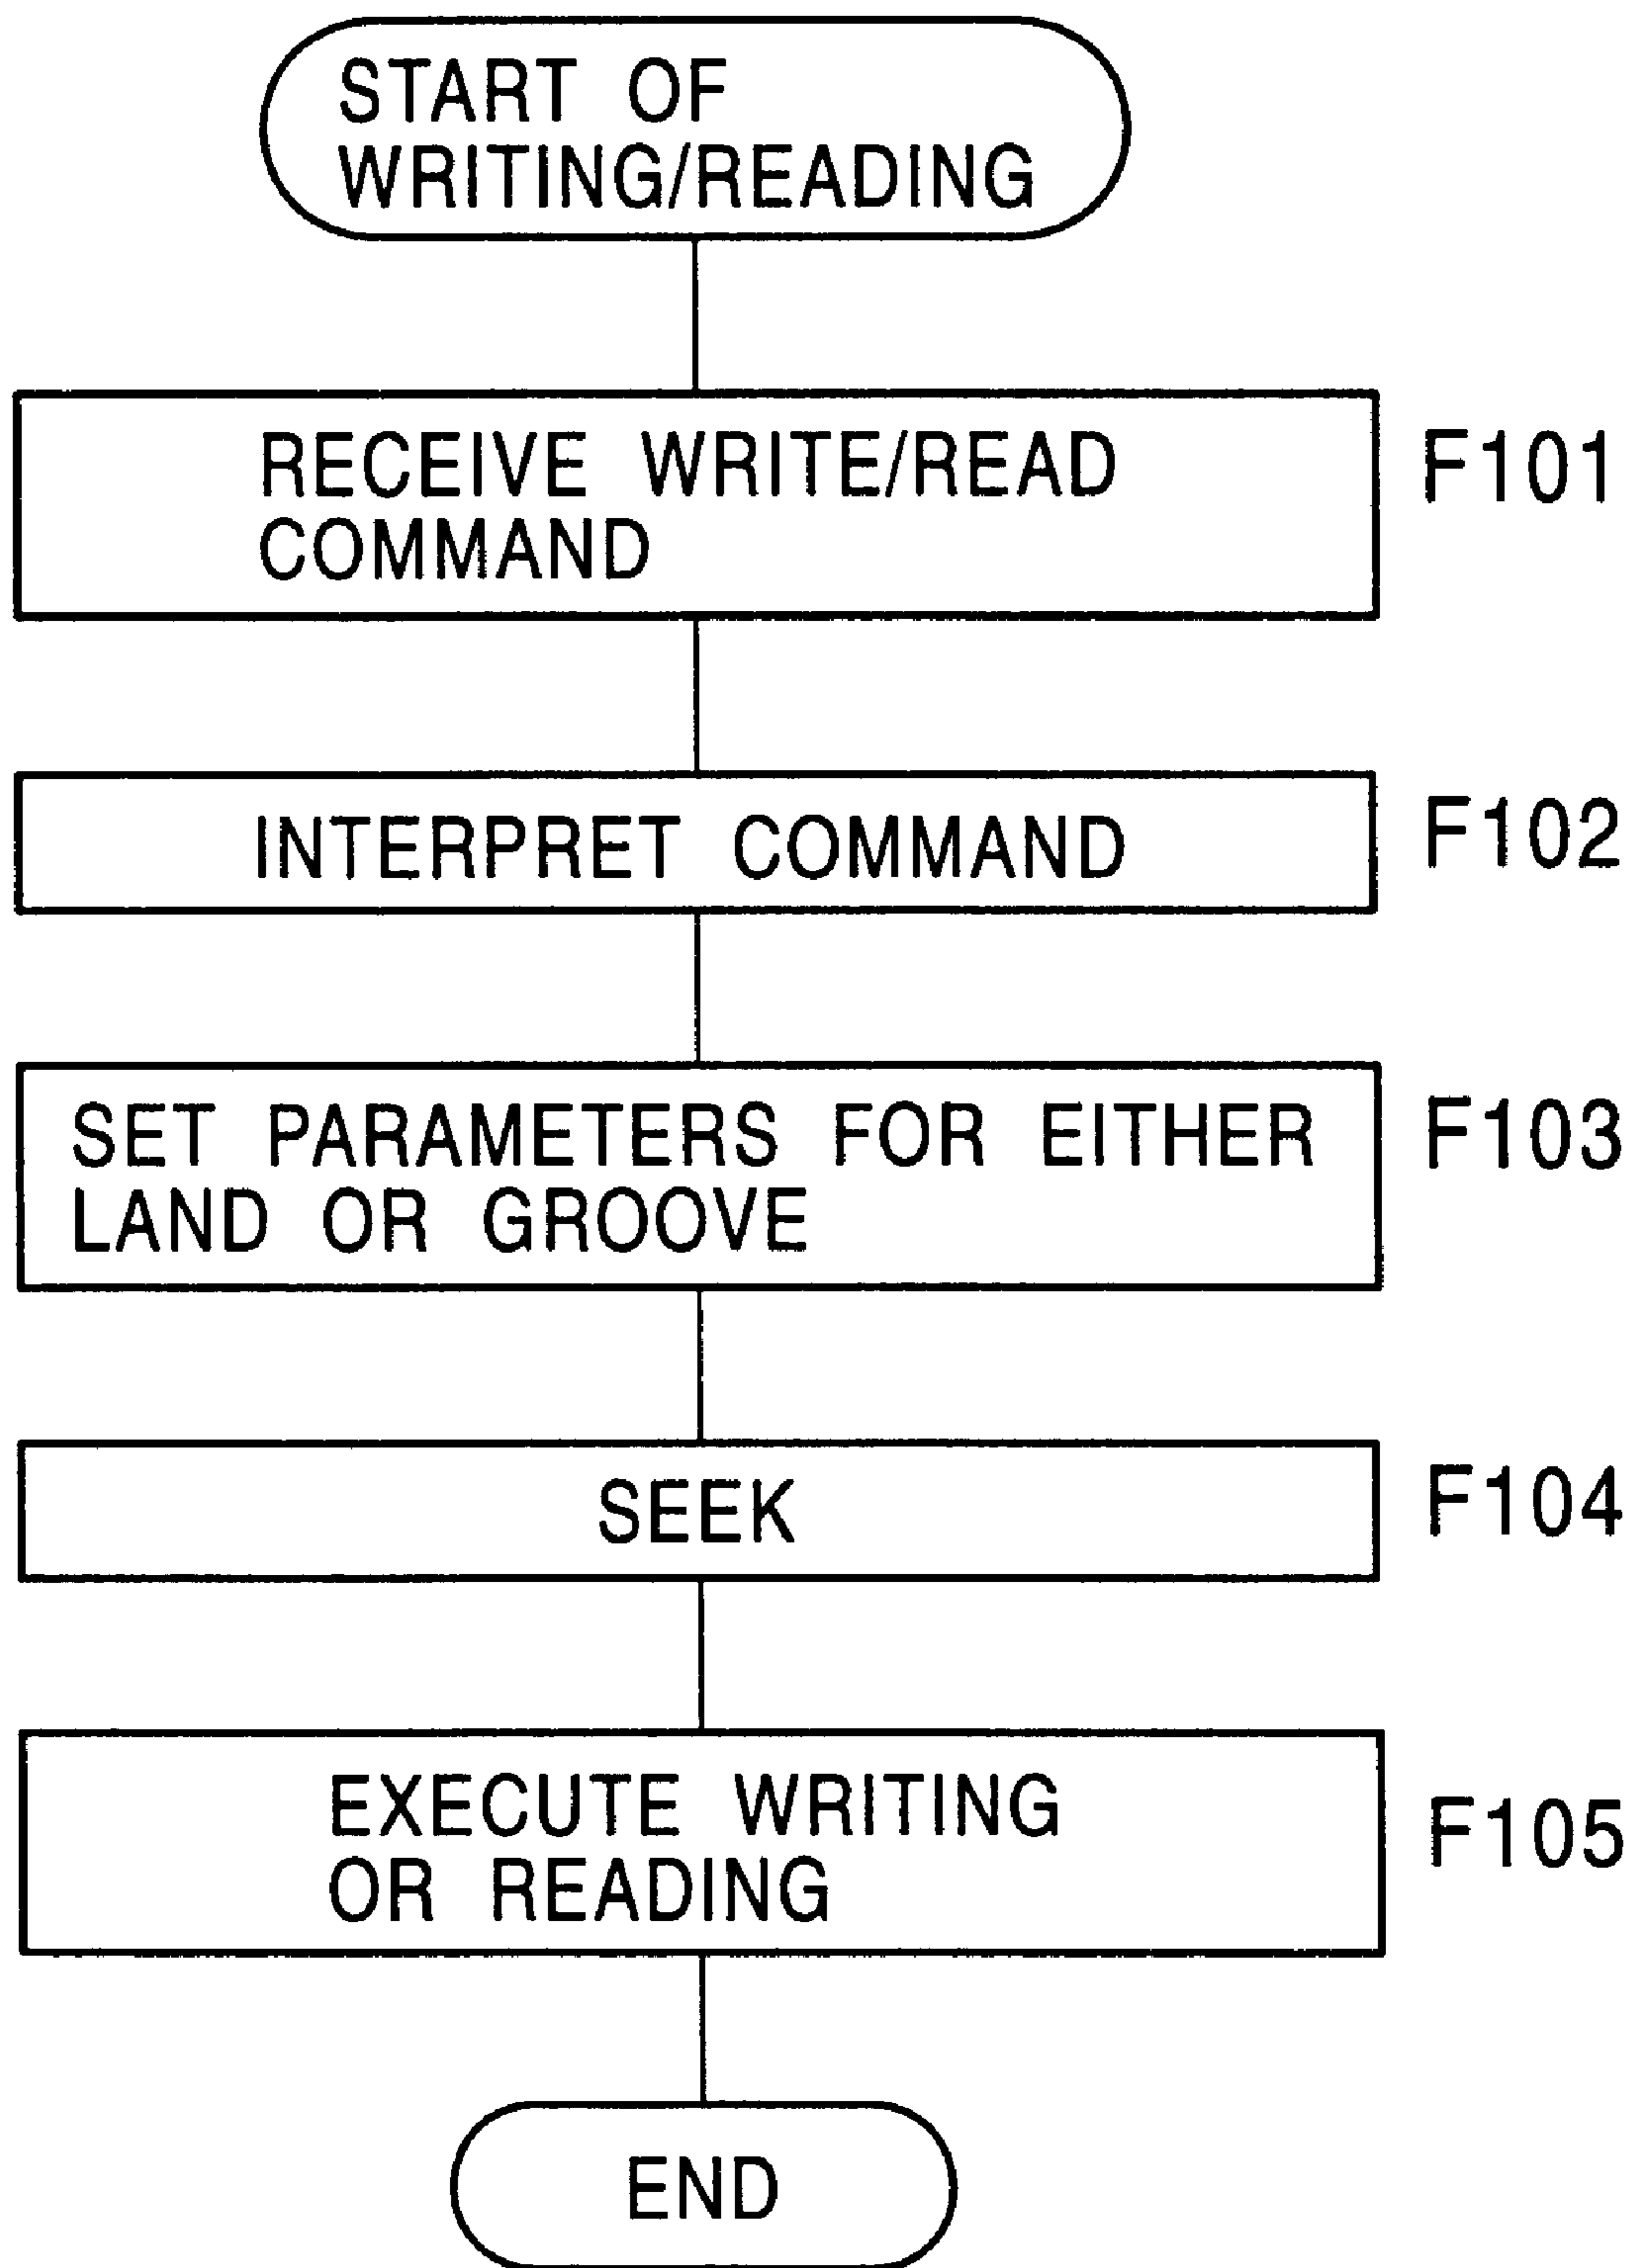 START OF
WRITING/READING
RECEIVE WRITE/READ
COMMAND
F101
INTERPRET COMMAND
F102
SET PARAMETERS FOR EITHER
LAND OR GROOVE
F103
SEEK
F104
EXECUTE WRITING
OR READING
F105
END